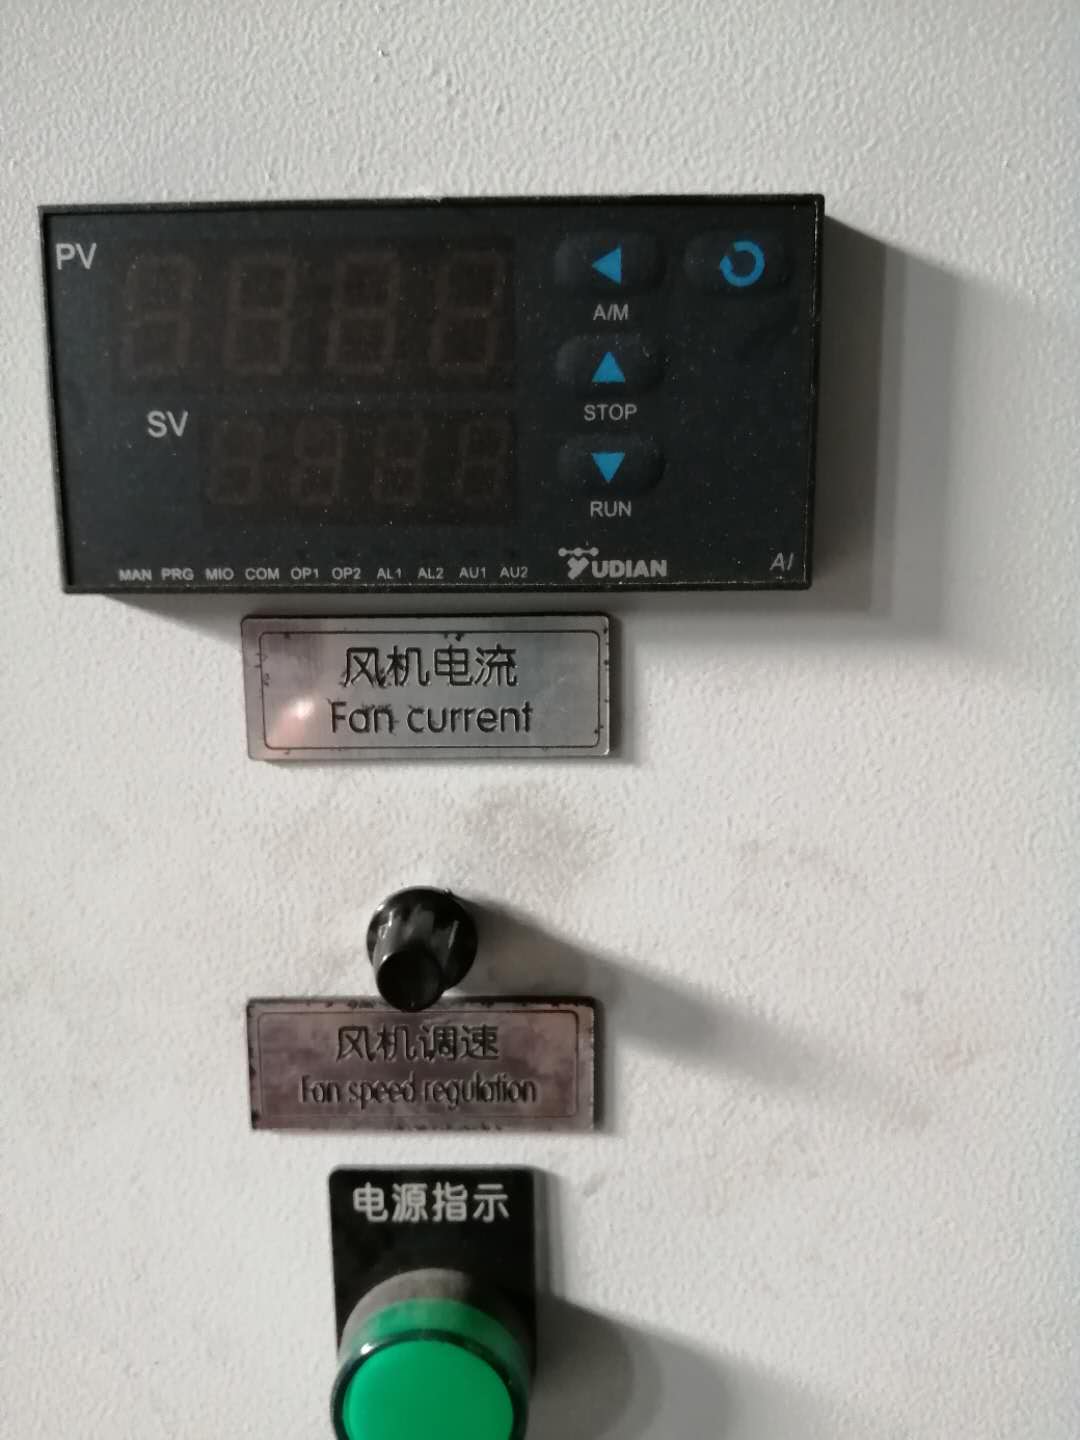 PV
A/M
SV
STOP
RUN
MAN PRG MIO COM OP1 OP2 AL1 AL2 AU1 AU2
YUDIAN
AI
风机电流
Fan current
风机调速
Fan speed regulation
电源指示